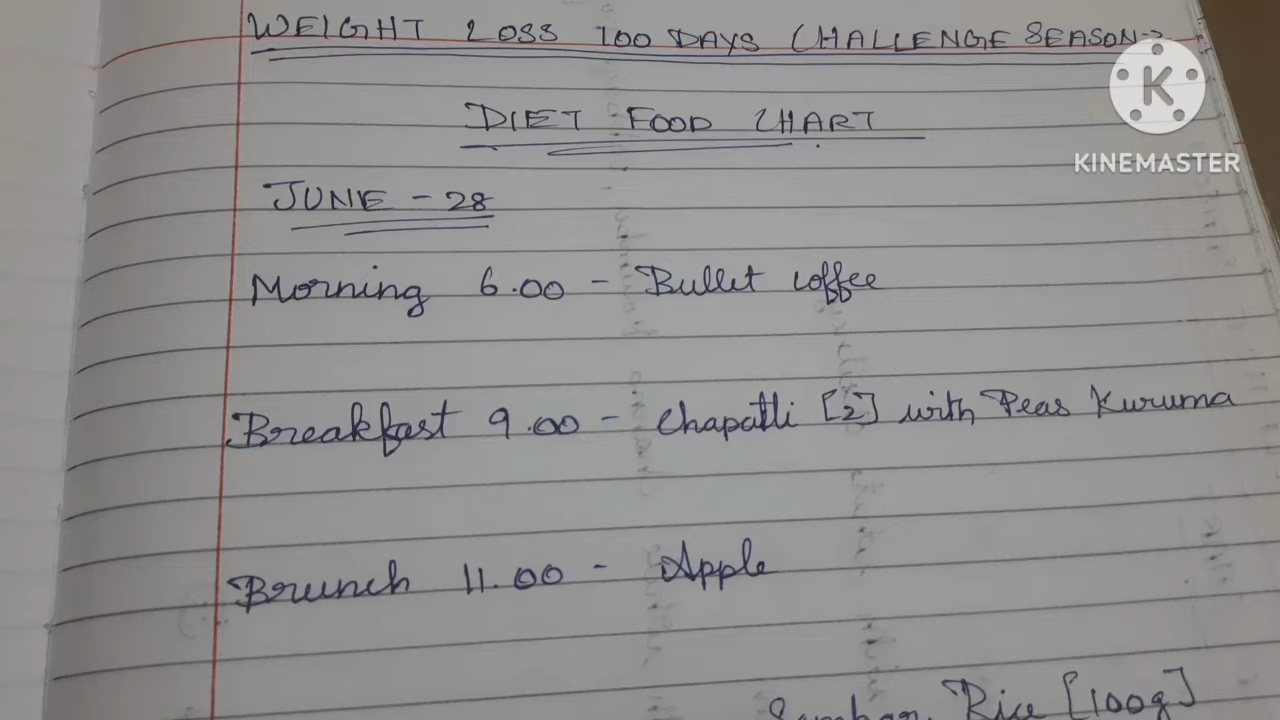 WEIGHT LOSS 100 DAYS CHALLENGE SEASON-
K
KINEMASTER
DIET FOOD CHART
JUNE - 28
Morning 6.00 - Bullet coffee
Breakfast 9.00 - Chapatti [2] with Peas Kuruma
Brunch 11.00 - Apple
Sambar Rice [100g]